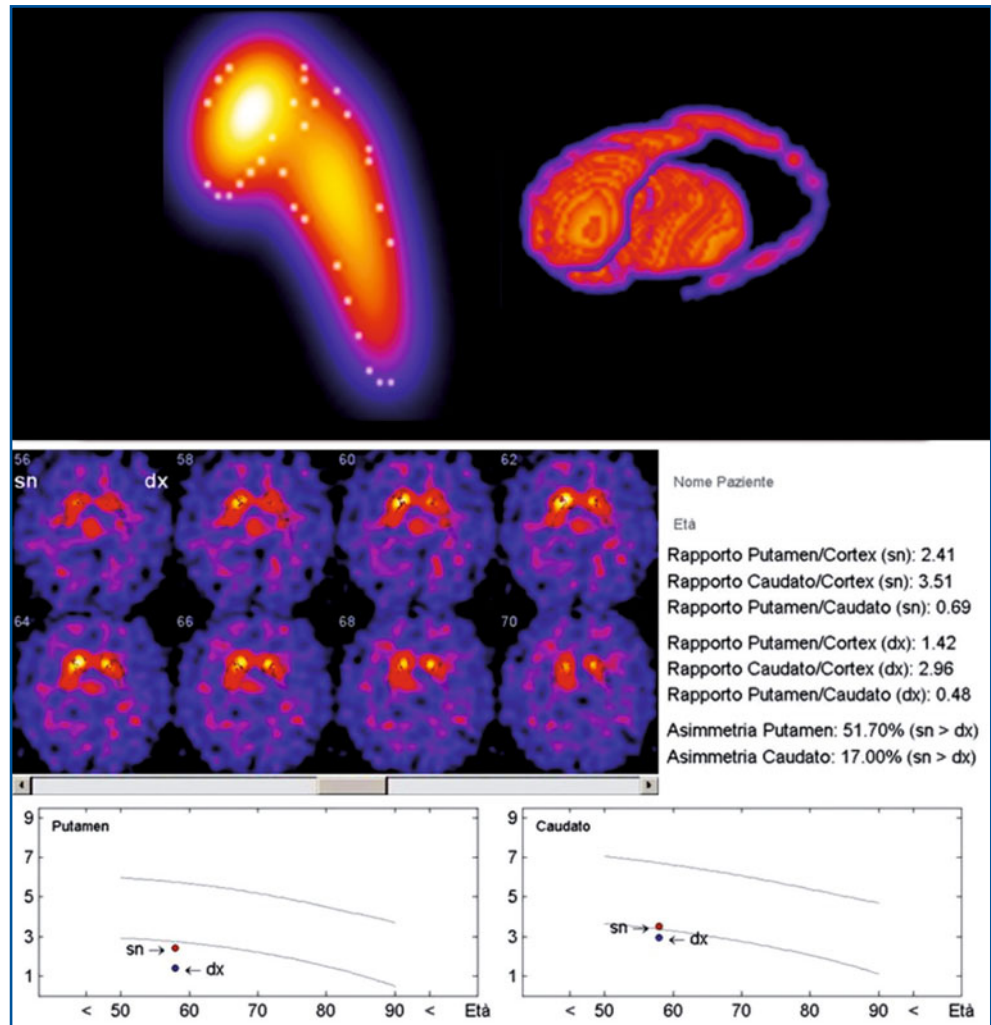 56
58
60
62
sn
dx
64
66
68
70
Nome Paziente
Età
Rapporto Putamen/Cortex (sn): 2.41
Rapporto Caudato/Cortex (sn): 3.51
Rapporto Putamen/Caudato (sn): 0.69
Rapporto Putamen/Cortex (dx): 1.42
Rapporto Caudato/Cortex (dx): 2.96
Rapporto Putamen/Caudato (dx): 0.48
Asimmetria Putamen: 51.70% (sn > dx)
Asimmetria Caudato: 17.00% (sn > dx)
Putamen
9
7
5
3
1
sn →
← dx
< 50 60 70 80 90 < Età
Caudato
9
7
5
3
1
sn →
← dx
< 50 60 70 80 90 < Età